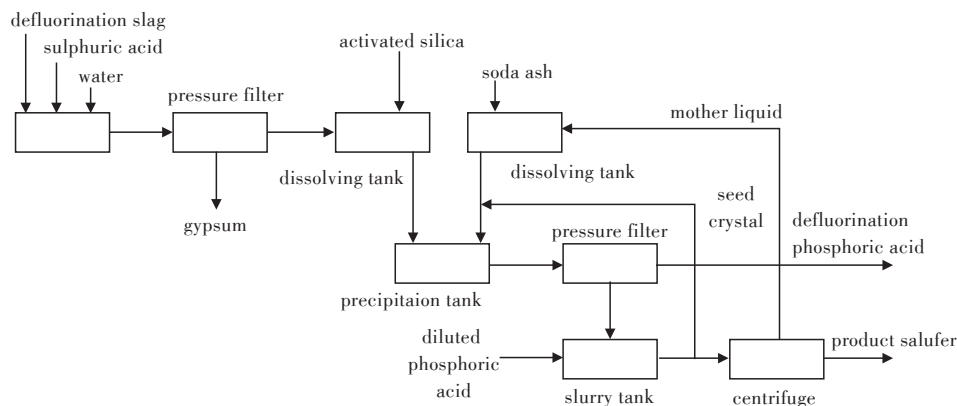 defluorination slag
sulphuric acid
water
pressure filter
activated silica
soda ash
mother liquid
dissolving tank
dissolving tank
gypsum
seed
crystal
pressure filter
defluorination
phosphoric acid
precipitaion tank
diluted
phosphoric
acid
product salufer
slurry tank
centrifuge